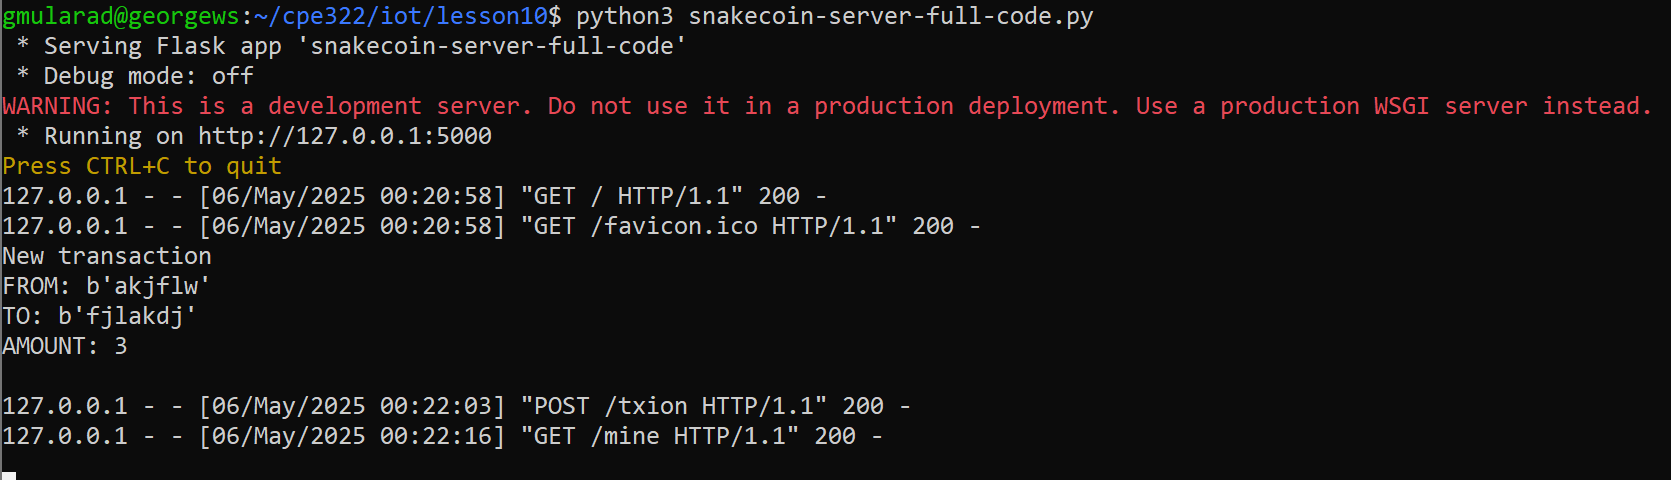 gmularad@georgews:~/cpe322/iot/lesson10$ python3 snakecoin-server-full-code.py
 * Serving Flask app 'snakecoin-server-full-code'
 * Debug mode: off
WARNING: This is a development server. Do not use it in a production deployment. Use a production WSGI server instead.
 * Running on http://127.0.0.1:5000
Press CTRL+C to quit
127.0.0.1 - - [06/May/2025 00:20:58] "GET / HTTP/1.1" 200 -
127.0.0.1 - - [06/May/2025 00:20:58] "GET /favicon.ico HTTP/1.1" 200 -
New transaction
FROM: b'akjflw'
TO: b'fjlakdj'
AMOUNT: 3

127.0.0.1 - - [06/May/2025 00:22:03] "POST /txion HTTP/1.1" 200 -
127.0.0.1 - - [06/May/2025 00:22:16] "GET /mine HTTP/1.1" 200 -